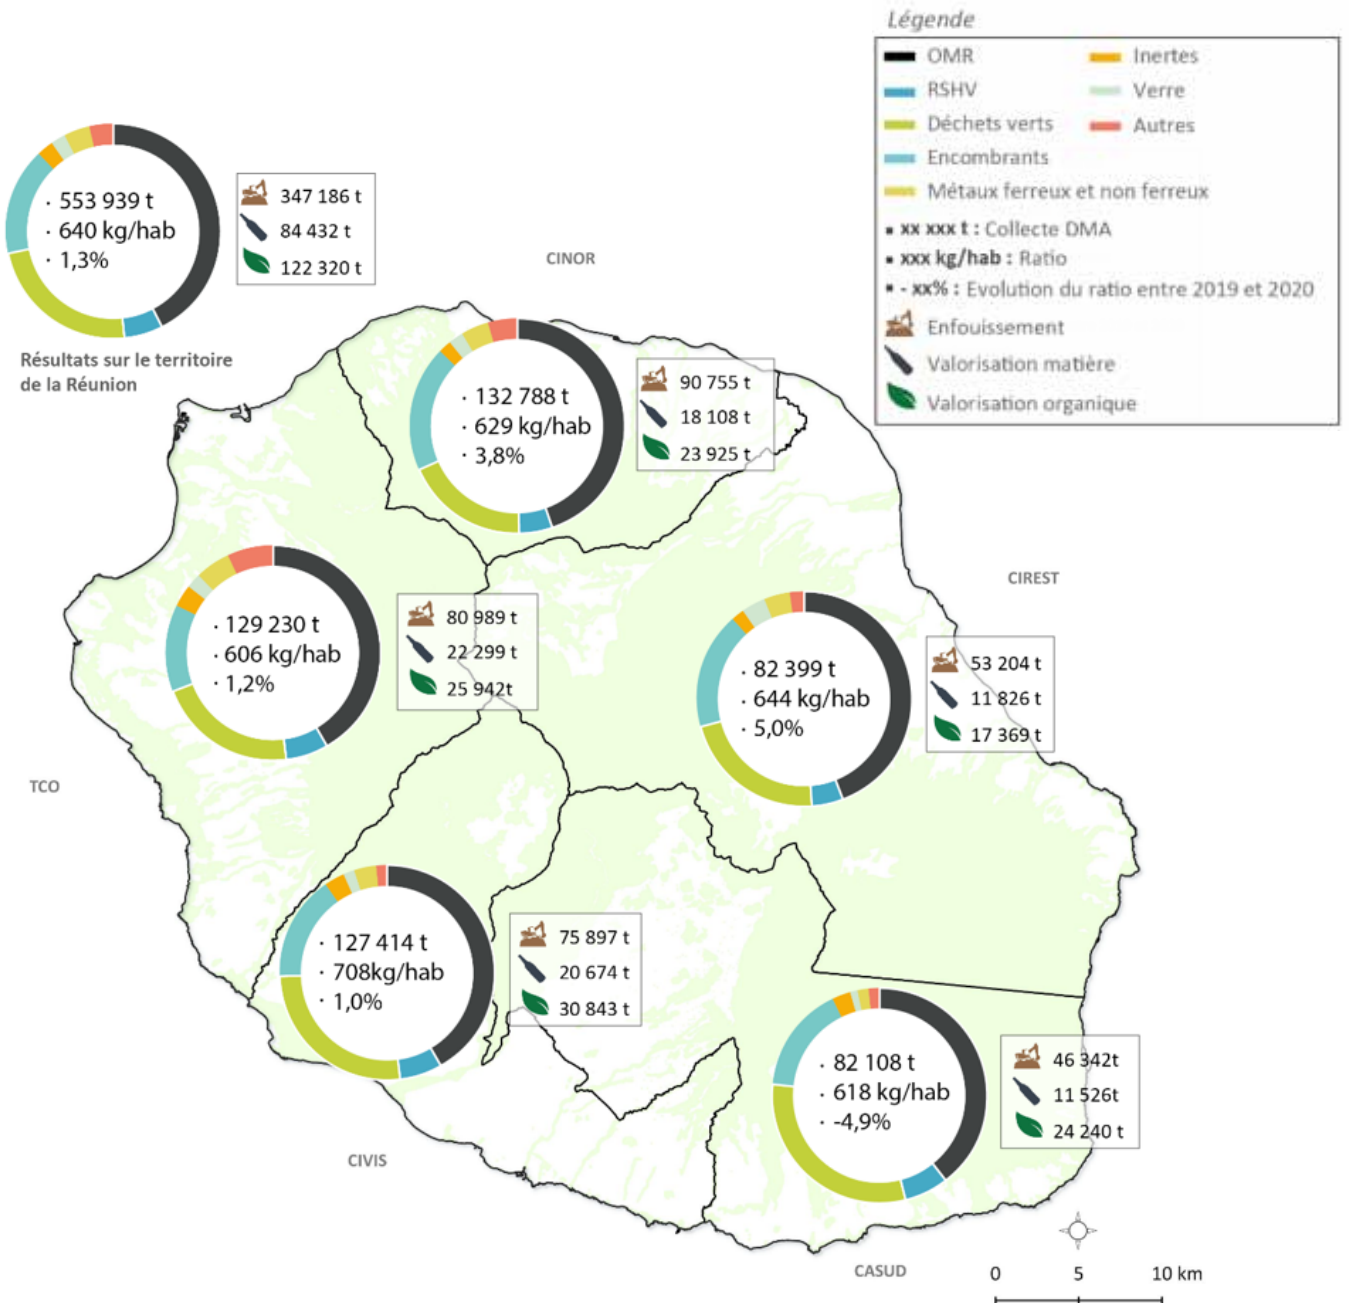 Légende
OMR
Inertes
RSHV
Verre
Déchets verts
Autres
Encombrants
Métaux ferreux et non ferreux
▪ xx xxx t : Collecte DMA
▪ xxx kg/hab : Ratio
▪ - xx% : Evolution du ratio entre 2019 et 2020
Enfouissement
Valorisation matière
Valorisation organique
· 553 939 t
· 640 kg/hab
· 1,3%
347 186 t
84 432 t
122 320 t
Résultats sur le territoire
de la Réunion
CINOR
· 132 788 t
· 629 kg/hab
· 3,8%
90 755 t
18 108 t
23 925 t
· 129 230 t
· 606 kg/hab
· 1,2%
80 989 t
22 299 t
25 942t
TCO
CIREST
· 82 399 t
· 644 kg/hab
· 5,0%
53 204 t
11 826 t
17 369 t
· 127 414 t
· 708kg/hab
· 1,0%
75 897 t
20 674 t
30 843 t
CIVIS
· 82 108 t
· 618 kg/hab
· -4,9%
46 342t
11 526t
24 240 t
CASUD
0 5 10 km